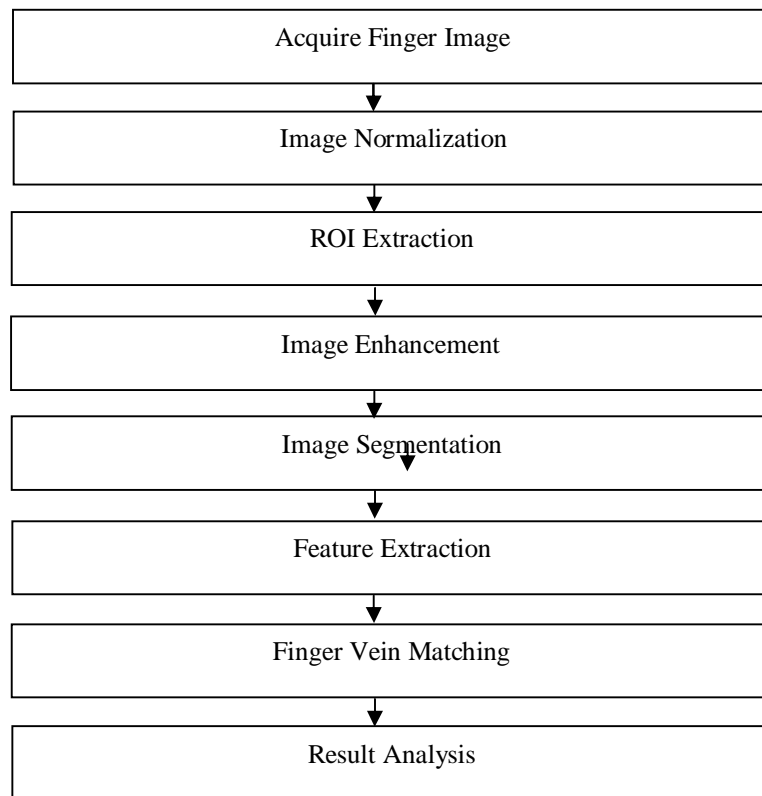 Acquire Finger Image
Image Normalization
ROI Extraction
Image Enhancement
Image Segmentation
Feature Extraction
Finger Vein Matching
Result Analysis